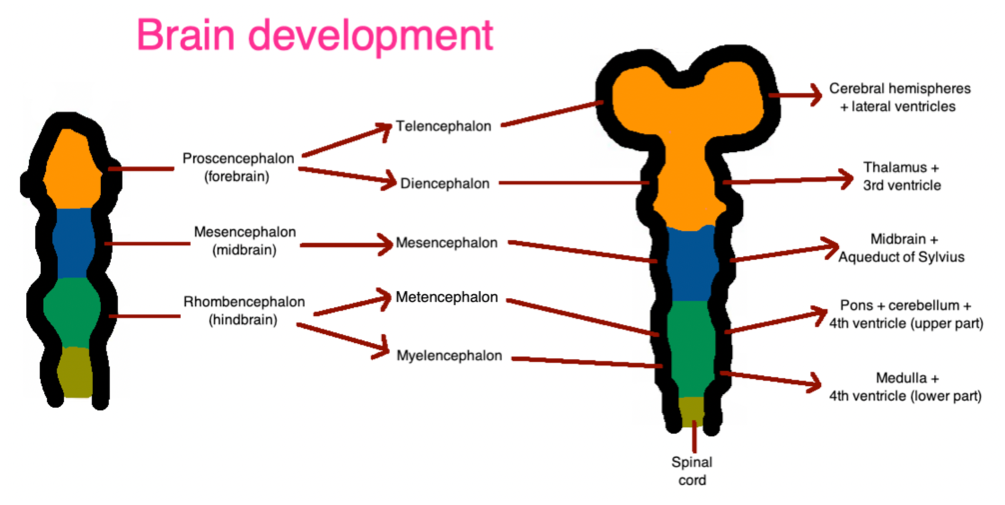 Brain development
Proscencephalon
(forebrain)
Mesencephalon
(midbrain)
Rhombencephalon
(hindbrain)
Telencephalon
Diencephalon
Mesencephalon
Metencephalon
Myelencephalon
Cerebral hemispheres
+ lateral ventricles
Thalamus +
3rd ventricle
Midbrain +
Aqueduct of Sylvius
Pons + cerebellum +
4th ventricle (upper part)
Medulla +
4th ventricle (lower part)
Spinal
cord